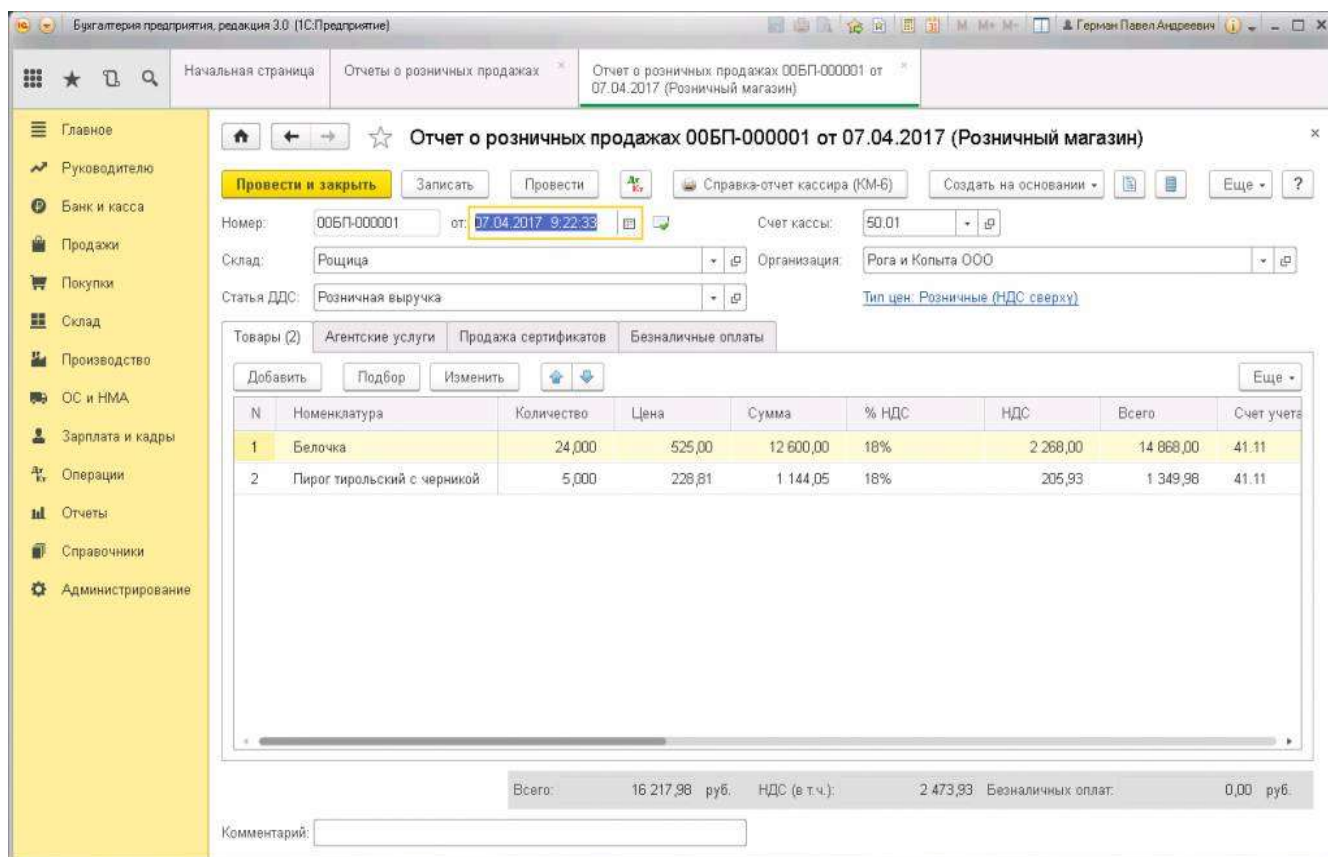 Бухгалтерия предприятия, редакция 3.0 (1С:Предприятие)
M M+ M-
Герман Павел Андреевич
Начальная страница
Отчеты о розничных продажах
Отчет о розничных продажах 00БП-000001 от
07.04.2017 (Розничный магазин)
Главное
Руководителю
Банк и касса
Продажи
Покупки
Склад
Производство
ОС и НМА
Зарплата и кадры
Операции
Отчеты
Справочники
Администрирование
Отчет о розничных продажах 00БП-000001 от 07.04.2017 (Розничный магазин)
Провести и закрыть Записать Провести Дт Кт Справка-отчет кассира (КМ-6) Создать на основании Еще ?
Номер: 00БП-000001 от: 07.04.2017 9:22:33 Счет кассы: 50.01
Склад: Рощица Организация: Рога и Копыта ООО
Статья ДДС: Розничная выручка Тип цен: Розничные (НДС сверху)
Товары (2) Агентские услуги Продажа сертификатов Безналичные оплаты
Добавить Подбор Изменить Еще
N Номенклатура Количество Цена Сумма % НДС НДС Всего Счет учета
1 Белочка 24,000 525,00 12 600,00 18% 2 268,00 14 868,00 41.11
2 Пирог тирольский с черникой 5,000 228,81 1 144,05 18% 205,93 1 349,98 41.11
Всего: 16 217,98 руб. НДС (в т.ч.): 2 473,93 Безналичных оплат: 0,00 руб.
Комментарий: